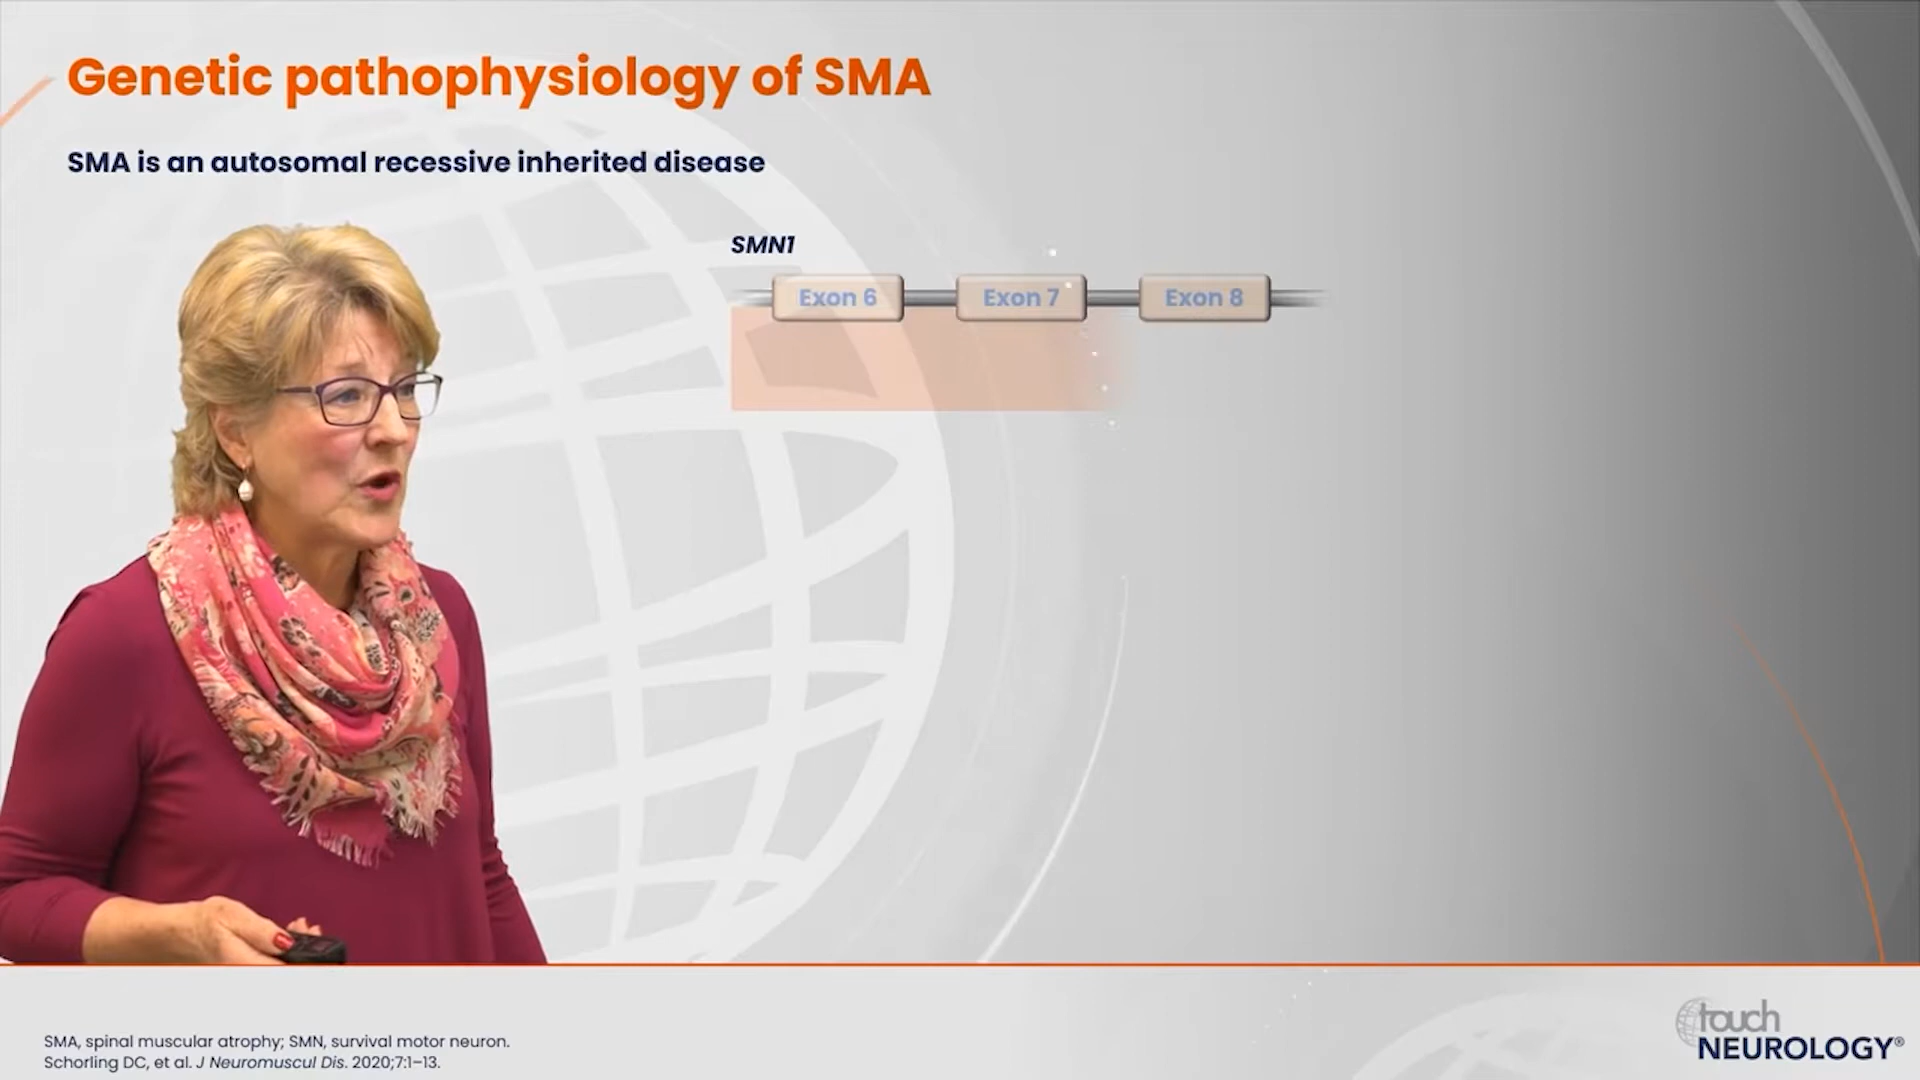 Genetic pathophysiology of SMA
SMA is an autosomal recessive inherited disease
SMN1
Exon 6 Exon 7 Exon 8
SMA, spinal muscular atrophy; SMN, survival motor neuron.
Schorling DC, et al. J Neuromuscul Dis. 2020;7:1–13.
touch
NEUROLOGY®